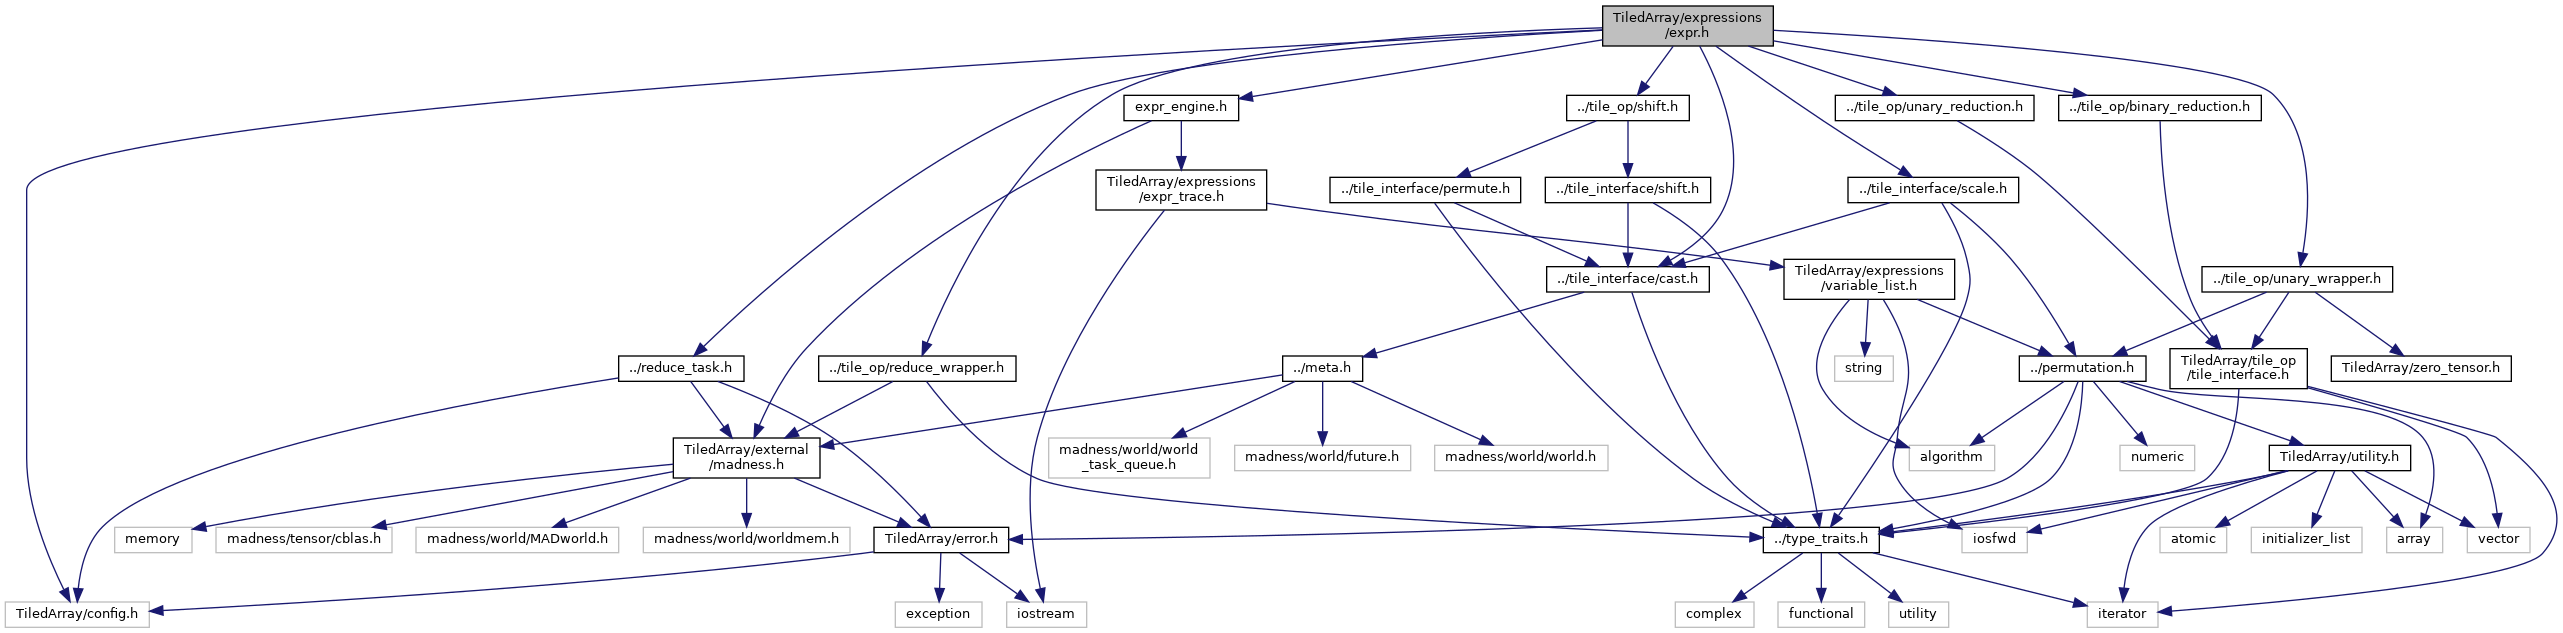 TiledArray/expressions
/expr.h
expr_engine.h
../tile_op/shift.h
../tile_op/unary_reduction.h
../tile_op/binary_reduction.h
TiledArray/expressions
/expr_trace.h
../tile_interface/permute.h
../tile_interface/shift.h
../tile_interface/scale.h
../tile_interface/cast.h
TiledArray/expressions
/variable_list.h
../tile_op/unary_wrapper.h
../reduce_task.h
../tile_op/reduce_wrapper.h
../meta.h
string
../permutation.h
TiledArray/tile_op
/tile_interface.h
TiledArray/zero_tensor.h
TiledArray/external
/madness.h
madness/world/world
_task_queue.h
madness/world/future.h
madness/world/world.h
algorithm
numeric
TiledArray/utility.h
memory
madness/tensor/cblas.h
madness/world/MADworld.h
madness/world/worldmem.h
TiledArray/error.h
../type_traits.h
iosfwd
atomic
initializer_list
array
vector
TiledArray/config.h
exception
iostream
complex
functional
utility
iterator